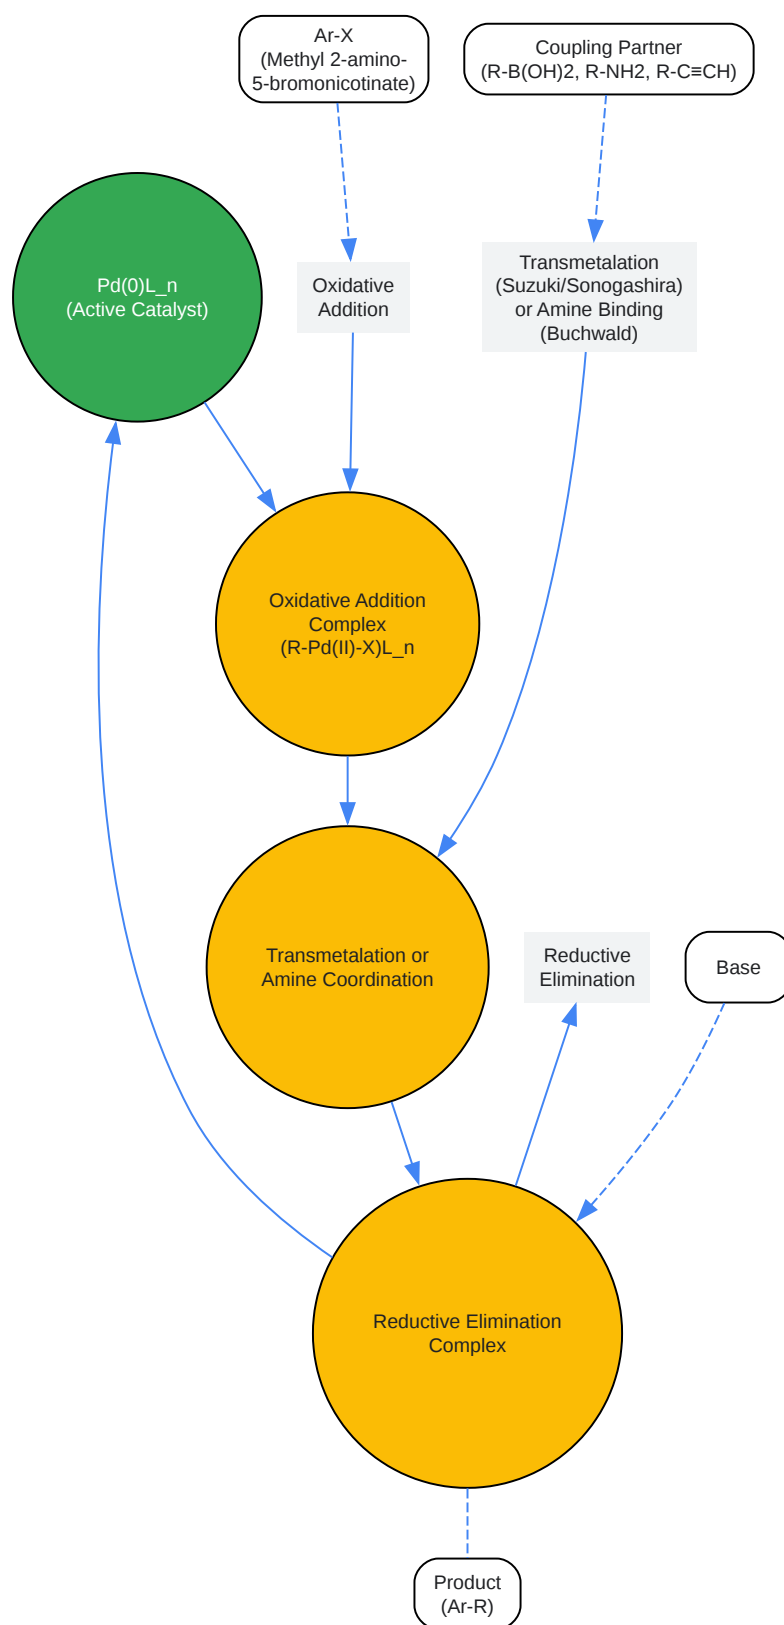 Ar-X
(Methyl 2-amino-
5-bromonicotinate)
Coupling Partner
(R-B(OH)2, R-NH2, R-C≡CH)
Pd(0)L_n
(Active Catalyst)
Oxidative
Addition
Transmetalation
(Suzuki/Sonogashira)
or Amine Binding
(Buchwald)
Oxidative Addition
Complex
(R-Pd(II)-X)L_n
Transmetalation or
Amine Coordination
Reductive
Elimination
Base
Reductive Elimination
Complex
Product
(Ar-R)